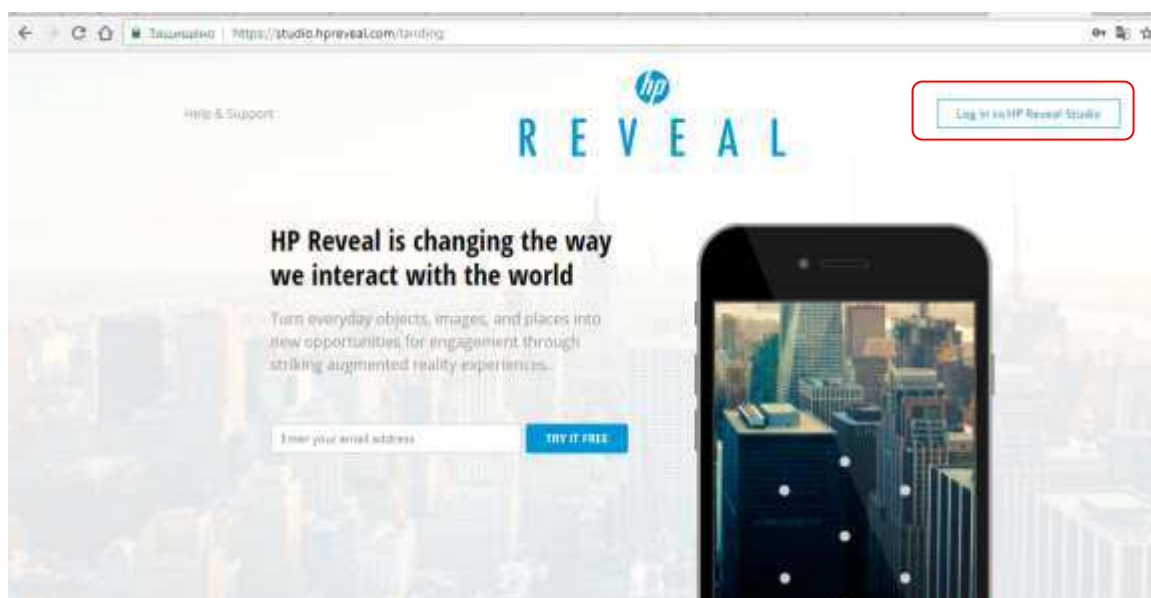 Защищено | https://studio.hpreveal.com/landing
Help & Support
hp
REVEAL
Log in to HP Reveal Studio
HP Reveal is changing the way
we interact with the world
Turn everyday objects, images, and places into
new opportunities for engagement through
striking augmented reality experiences.
Enter your email address
TRY IT FREE